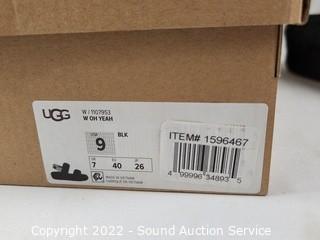 UGG
W / 1107953
W OH YEAH
9
BLK
7
40
26
MADE IN VIETNAM
ITEM# 1596467
4 99996 34893 5
Copyright 2022 - Sound Auction Service